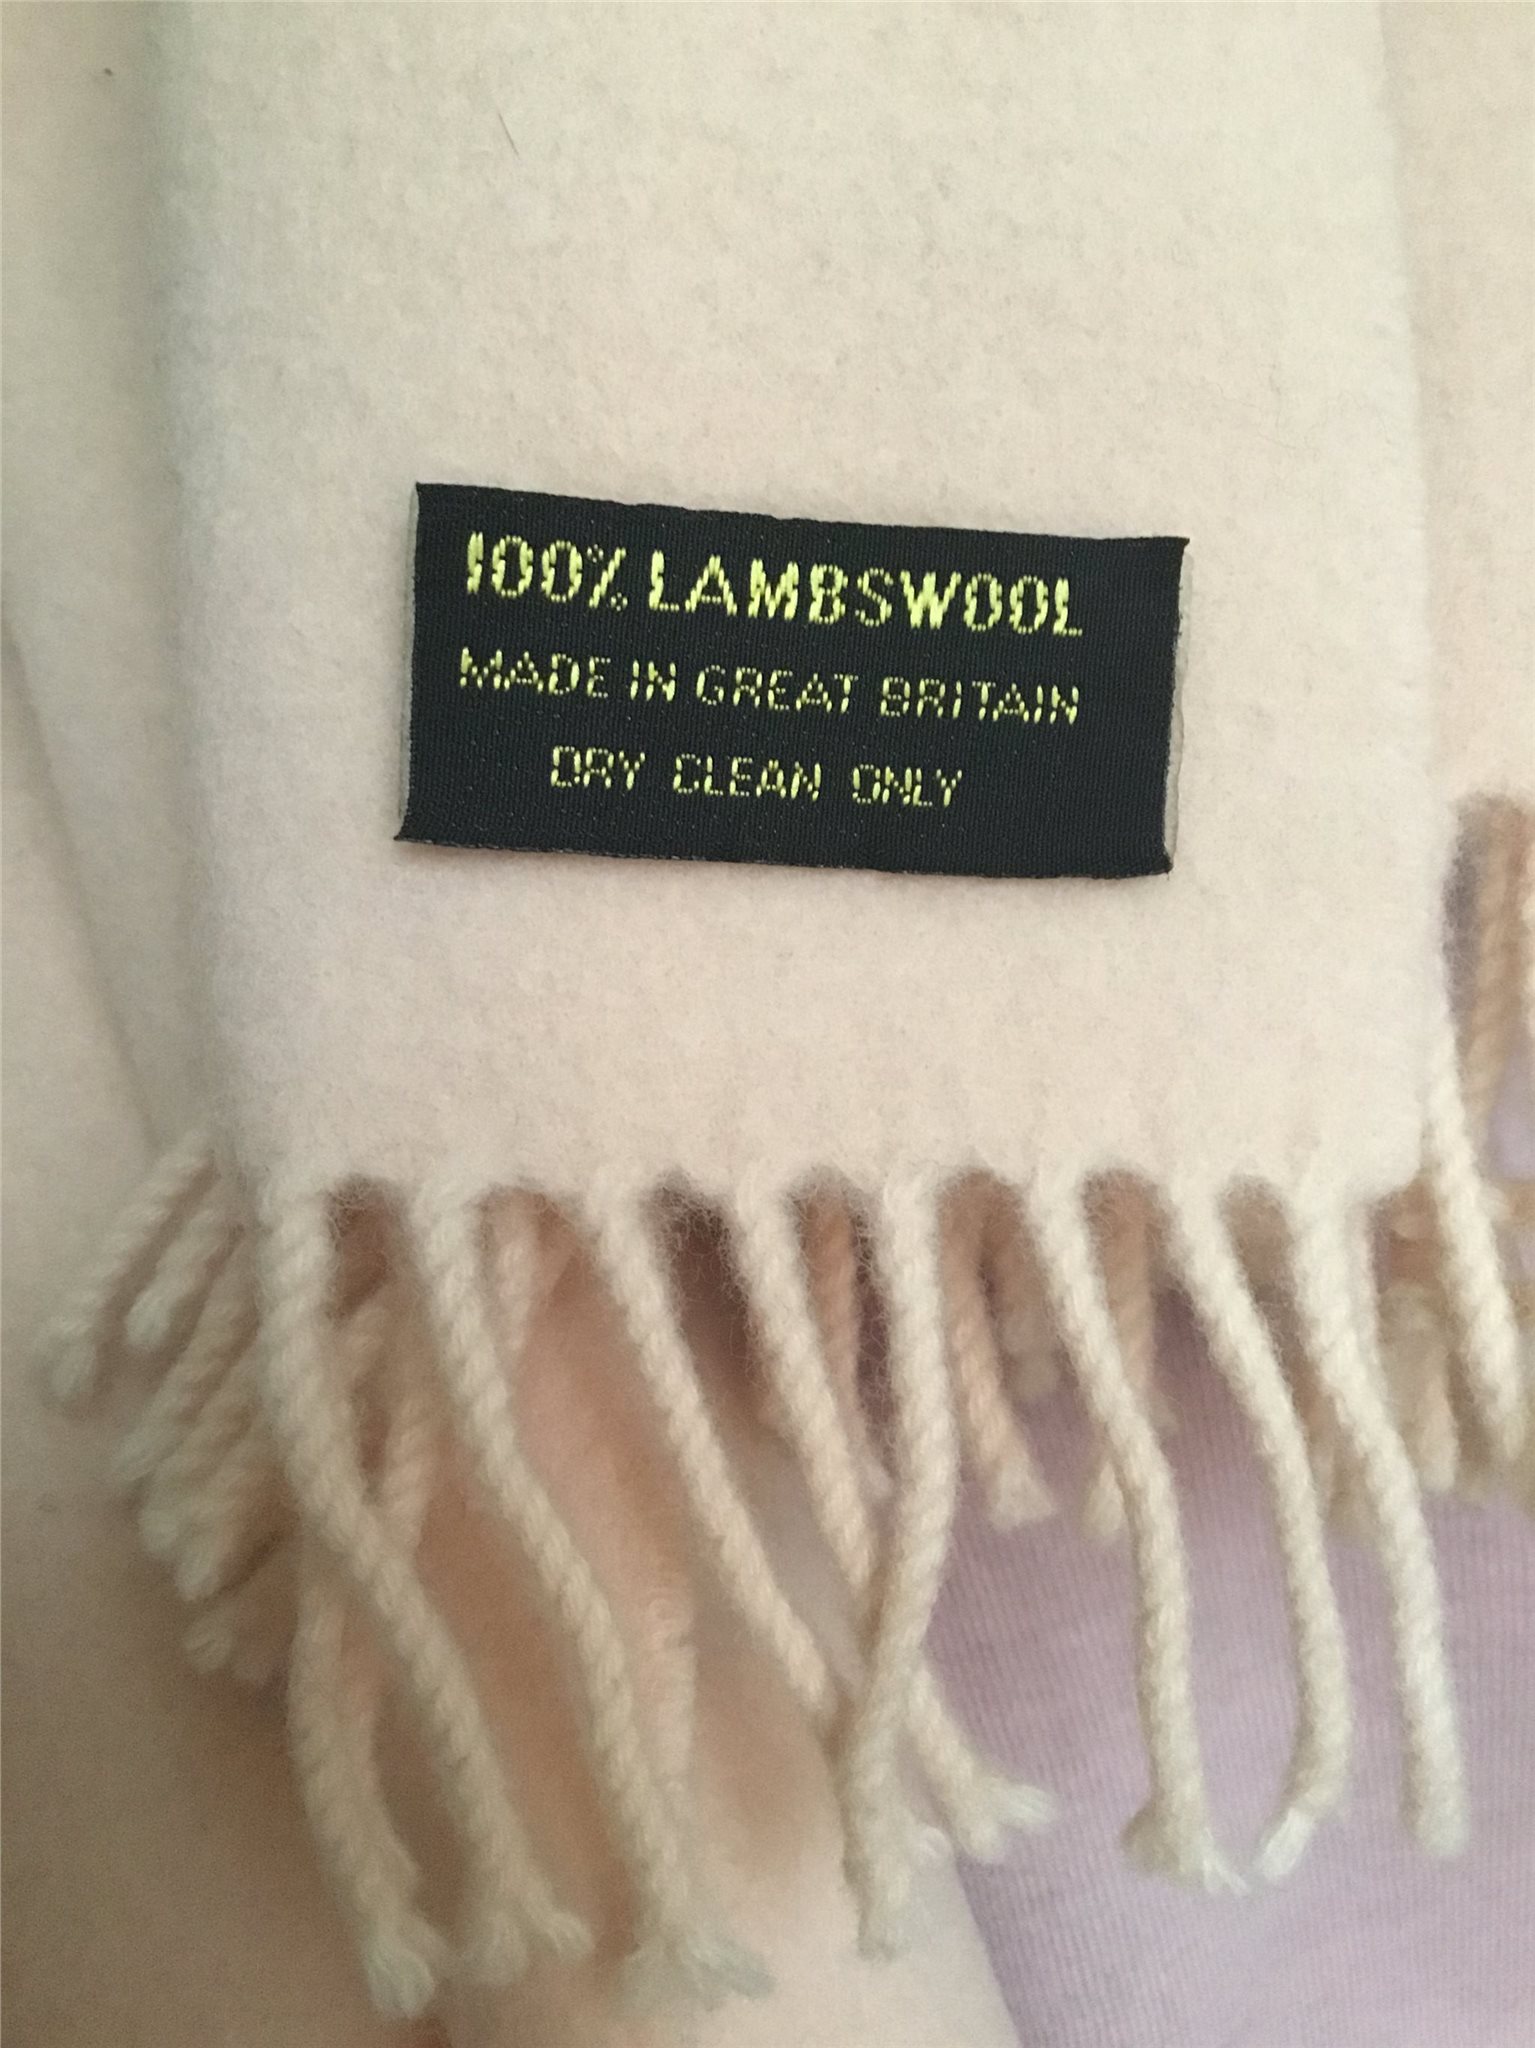 100% LAMBSWOOL
MADE IN GREAT BRITAIN
DRY CLEAN ONLY